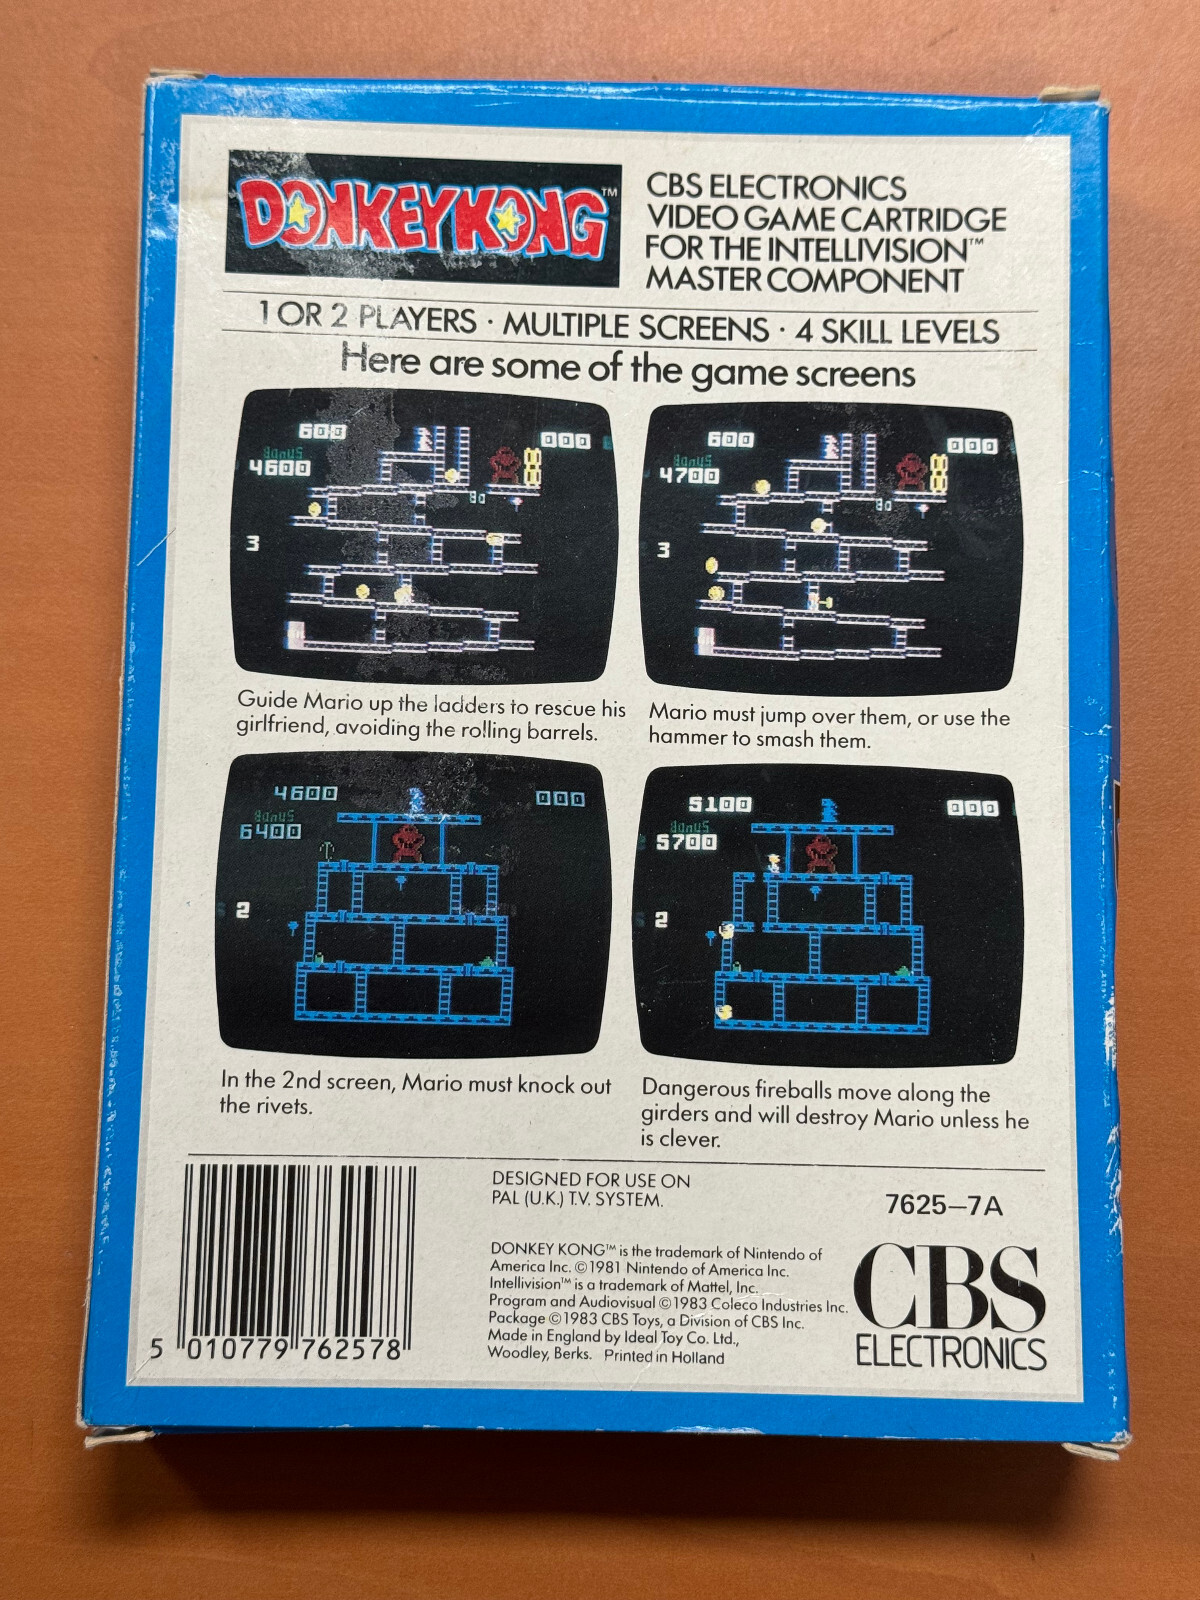 DONKEY KONG™
CBS ELECTRONICS
VIDEO GAME CARTRIDGE
FOR THE INTELLIVISION™
MASTER COMPONENT
1 OR 2 PLAYERS · MULTIPLE SCREENS · 4 SKILL LEVELS
Here are some of the game screens
600
000
Bonus
4600
3
600
000
Bonus
4700
3
Guide Mario up the ladders to rescue his
girlfriend, avoiding the rolling barrels.
Mario must jump over them, or use the
hammer to smash them.
4600
000
Bonus
6400
2
5100
000
Bonus
5700
2
In the 2nd screen, Mario must knock out
the rivets.
Dangerous fireballs move along the
girders and will destroy Mario unless he
is clever.
DESIGNED FOR USE ON
PAL (U.K.) T.V. SYSTEM.
7625–7A
DONKEY KONG™ is the trademark of Nintendo of
America Inc. ©1981 Nintendo of America Inc.
Intellivision™ is a trademark of Mattel, Inc.
Program and Audiovisual ©1983 Coleco Industries Inc.
Package ©1983 CBS Toys, a Division of CBS Inc.
Made in England by Ideal Toy Co. Ltd.,
Woodley, Berks. Printed in Holland
CBS
ELECTRONICS
5 010779 762578